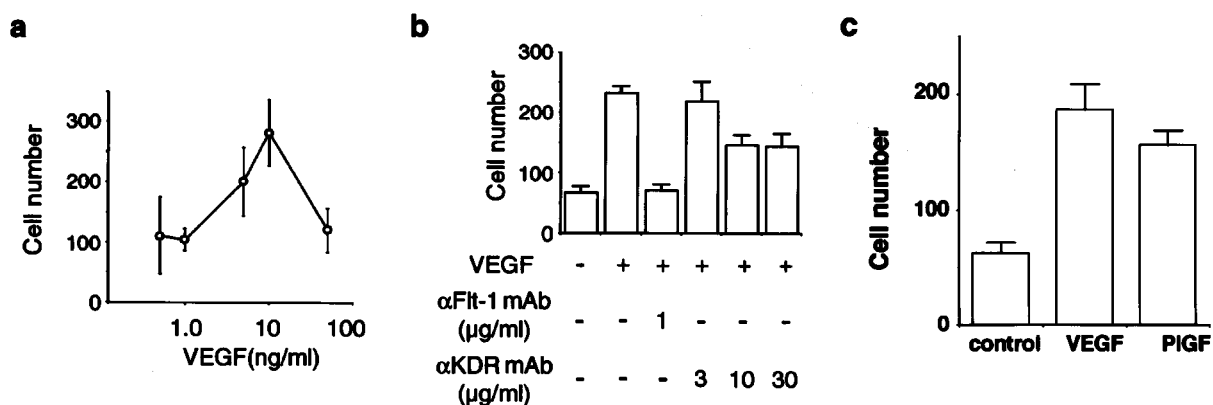 a
Cell number
300
200
100
0
1.0 10 100
VEGF(ng/ml)
b
Cell number
300
200
100
0
VEGF - + + + + +
αFlt-1 mAb
(µg/ml) - - 1 - - -
αKDR mAb
(µg/ml) - - - 3 10 30
c
Cell number
200
100
0
control VEGF PlGF